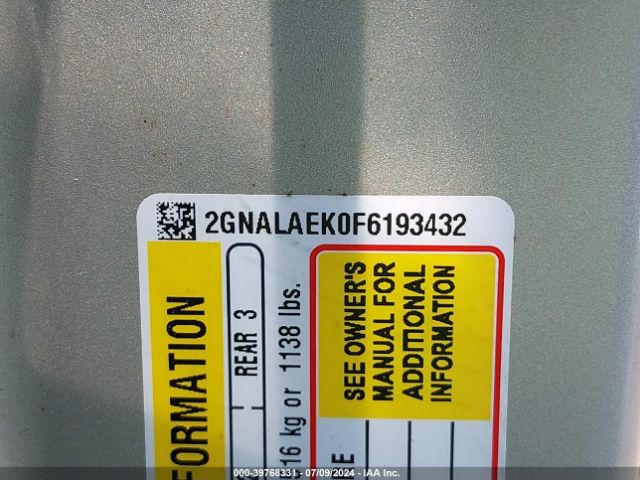 2GNALAEK0F6193432
REAR 3
16 kg or 1138 lbs.
SEE OWNER'S
MANUAL FOR
ADDITIONAL
INFORMATION
000-39768331 - 07/09/2024 - IAA Inc.